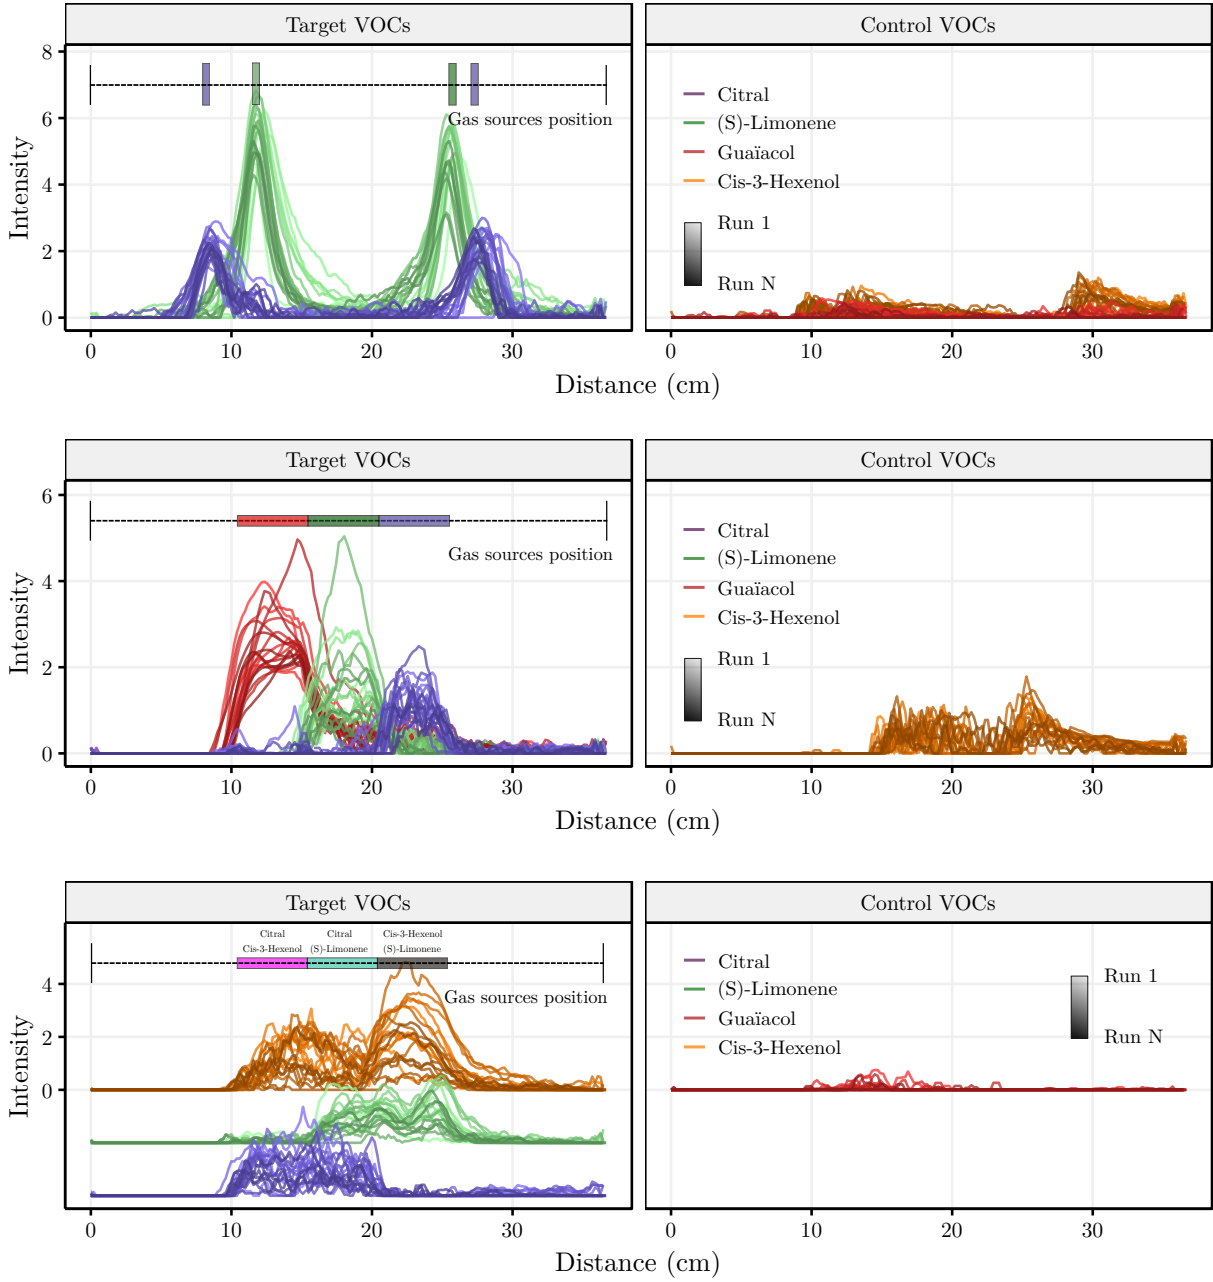 Target VOCs
Control VOCs
8
6
4
2
0
Intensity
Gas sources position
Citral
(S)-Limonene
Guaïacol
Cis-3-Hexenol
Run 1
Run N
0 10 20 30
0 10 20 30
Distance (cm)
Target VOCs
Control VOCs
6
4
2
0
Intensity
Gas sources position
Citral
(S)-Limonene
Guaïacol
Cis-3-Hexenol
Run 1
Run N
0 10 20 30
0 10 20 30
Distance (cm)
Target VOCs
Control VOCs
4
2
0
Intensity
Citral
Cis-3-Hexenol
Citral
(S)-Limonene
Cis-3-Hexenol
(S)-Limonene
Gas sources position
Citral
(S)-Limonene
Guaïacol
Cis-3-Hexenol
Run 1
Run N
0 10 20 30
0 10 20 30
Distance (cm)